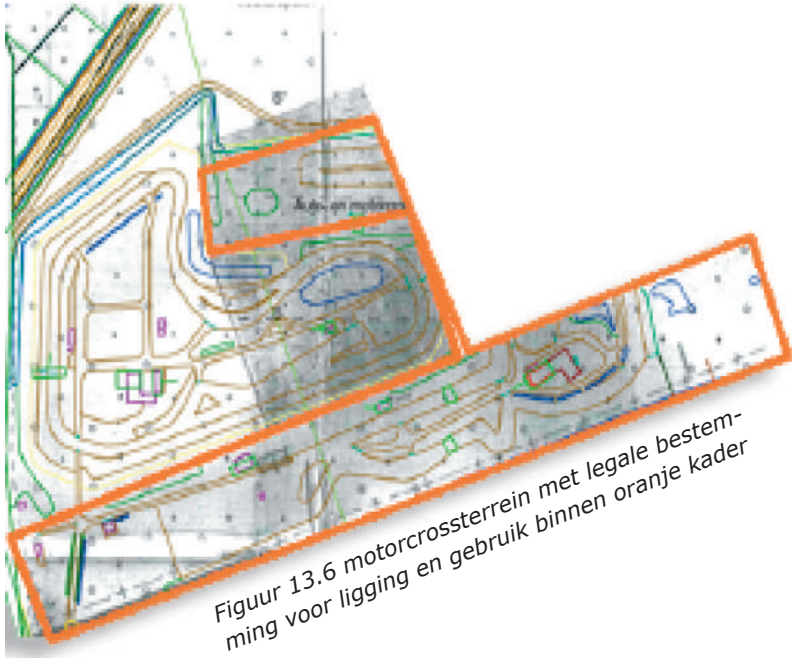 Figuur 13.6 motorcrossterrein met legale bestem-
ming voor ligging en gebruik binnen oranje kader